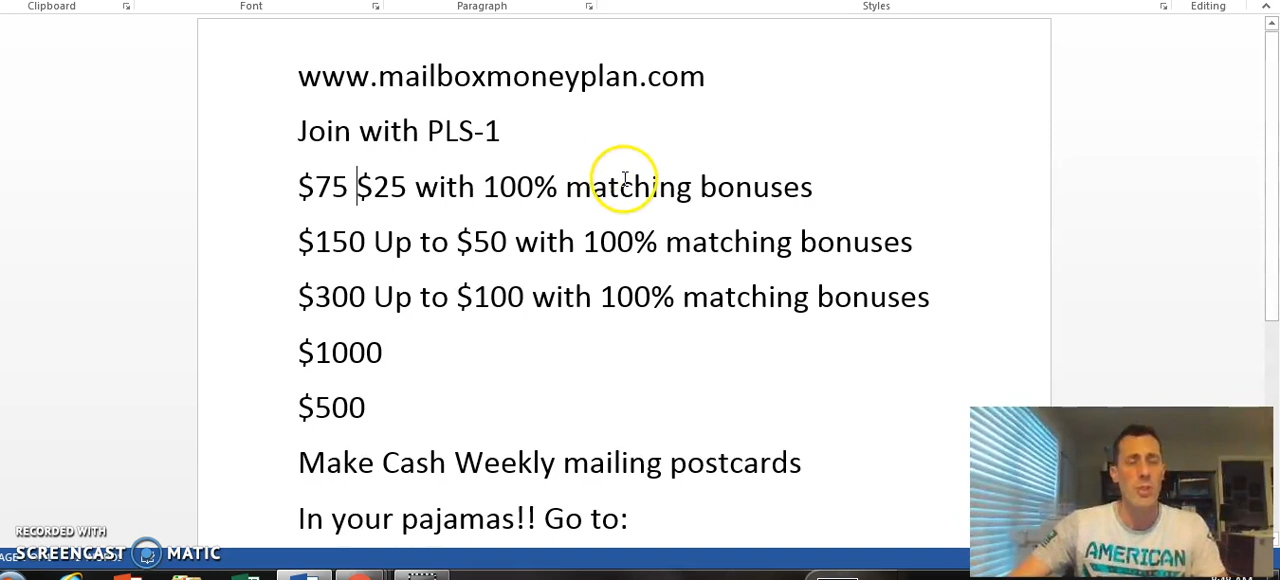 Clipboard
Font
Paragraph
Styles
Editing
www.mailboxmoneyplan.com
Join with PLS-1
$75 $25 with 100% matching bonuses
$150 Up to $50 with 100% matching bonuses
$300 Up to $100 with 100% matching bonuses
$1000
$500
Make Cash Weekly mailing postcards
In your pajamas!! Go to:
RECORDED WITH
SCREENCAST MATIC
AMERICAN